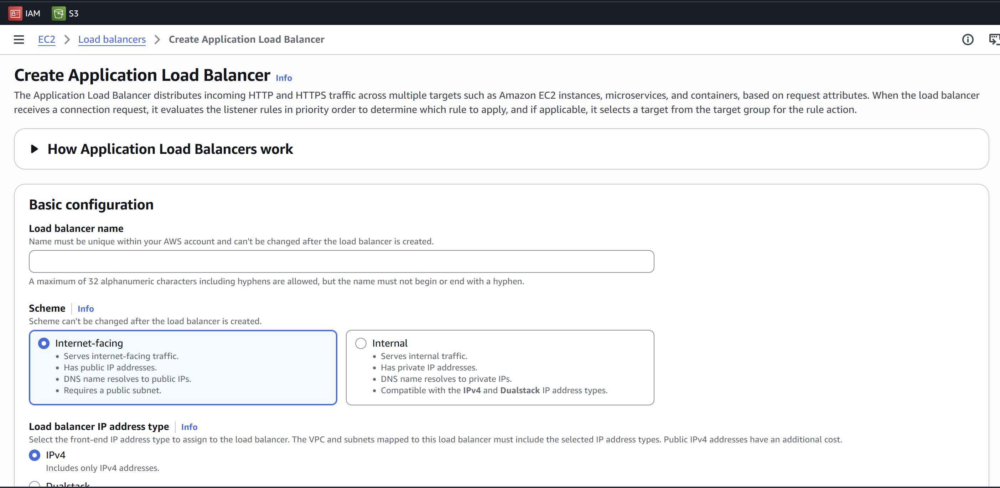 IAM S3
EC2 Load balancers Create Application Load Balancer
Create Application Load Balancer Info
The Application Load Balancer distributes incoming HTTP and HTTPS traffic across multiple targets such as Amazon EC2 instances, microservices, and containers, based on request attributes. When the load balancer
receives a connection request, it evaluates the listener rules in priority order to determine which rule to apply, and if applicable, it selects a target from the target group for the rule action.
How Application Load Balancers work
Basic configuration
Load balancer name
Name must be unique within your AWS account and can't be changed after the load balancer is created.
A maximum of 32 alphanumeric characters including hyphens are allowed, but the name must not begin or end with a hyphen.
Scheme Info
Scheme can't be changed after the load balancer is created.
Internet-facing
• Serves internet-facing traffic.
• Has public IP addresses.
• DNS name resolves to public IPs.
• Requires a public subnet.
Internal
• Serves internal traffic.
• Has private IP addresses.
• DNS name resolves to private IPs.
• Compatible with the IPv4 and Dualstack IP address types.
Load balancer IP address type Info
Select the front-end IP address type to assign to the load balancer. The VPC and subnets mapped to this load balancer must include the selected IP address types. Public IPv4 addresses have an additional cost.
IPv4
Includes only IPv4 addresses.
Dualstack